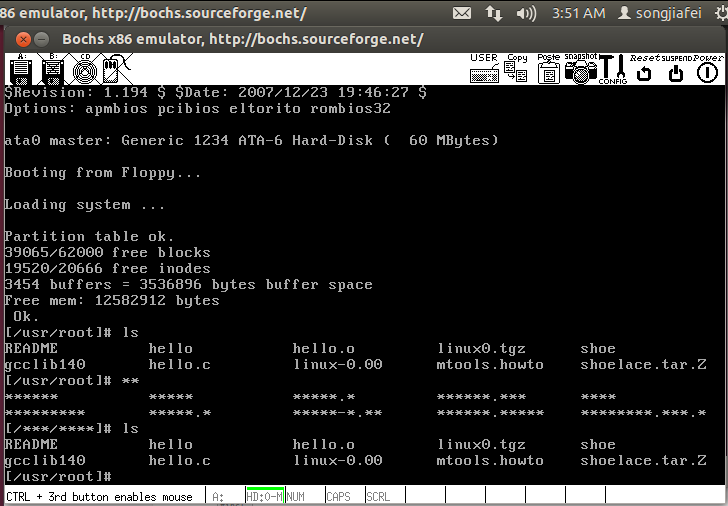 86 emulator, http://bochs.sourceforge.net/ 3:51 AM songjiafei
Bochs x86 emulator, http://bochs.sourceforge.net/
A: B: CD USER Copy Paste snapshot CONFIG Reset SUSPEND Power
$Revision: 1.194 $ $Date: 2007/12/23 19:46:27 $
Options: apmbios pcibios eltorito rombios32
ata0 master: Generic 1234 ATA-6 Hard-Disk (  60 MBytes)
Booting from Floppy...
Loading system ...
Partition table ok.
39065/62000 free blocks
19520/20666 free inodes
3454 buffers = 3536896 bytes buffer space
Free mem: 12582912 bytes
 Ok.
[/usr/root]# ls
README hello hello.o linux0.tgz shoe
gcclib140 hello.c linux-0.00 mtools.howto shoelace.tar.Z
[/usr/root]# **
****** ***** *****.* ******.*** ****
********* *****.* *****-*.** ******.***** ********.***.*
[/***/****]# ls
README hello hello.o linux0.tgz shoe
gcclib140 hello.c linux-0.00 mtools.howto shoelace.tar.Z
[/usr/root]#
CTRL + 3rd button enables mouse A: HD:0-M NUM CAPS SCRL